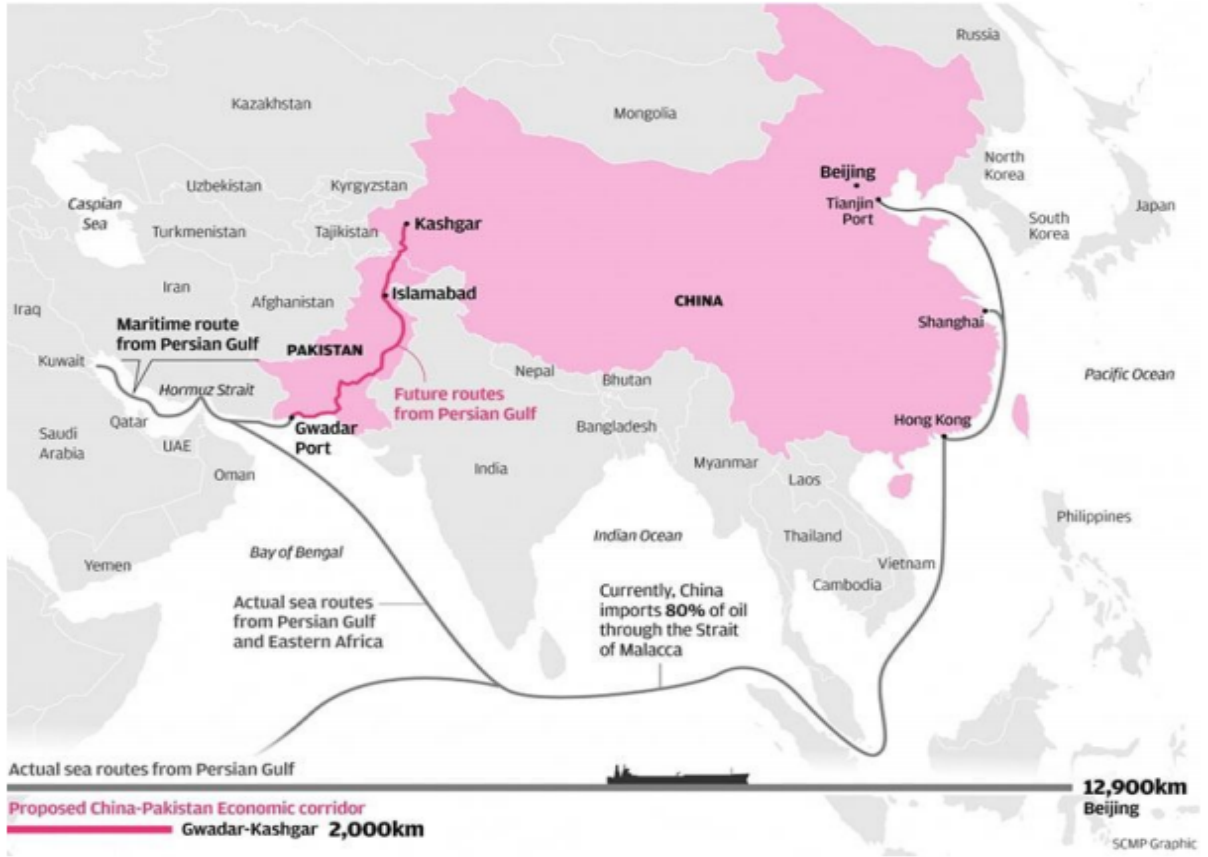 Russia
Kazakhstan
Mongolia
North
Korea
Beijing
Uzbekistan
Kyrgyzstan
Caspian
Sea
Tianjin
Port
Japan
South
Korea
Kashgar
Turkmenistan
Tajikistan
Iran
Afghanistan
Islamabad
CHINA
Iraq
Shanghai
Maritime route
from Persian Gulf
PAKISTAN
Kuwait
Nepal
Bhutan
Pacific Ocean
Hormuz Strait
Future routes
from Persian Gulf
Qatar
Gwadar
Port
Bangladesh
Hong Kong
Saudi
Arabia
UAE
India
Myanmar
Oman
Laos
Philippines
Indian Ocean
Thailand
Bay of Bengal
Yemen
Vietnam
Cambodia
Actual sea routes
from Persian Gulf
and Eastern Africa
Currently, China
imports 80% of oil
through the Strait
of Malacca
Actual sea routes from Persian Gulf
12,900km
Beijing
Proposed China-Pakistan Economic corridor
Gwadar-Kashgar 2,000km
SCMP Graphic